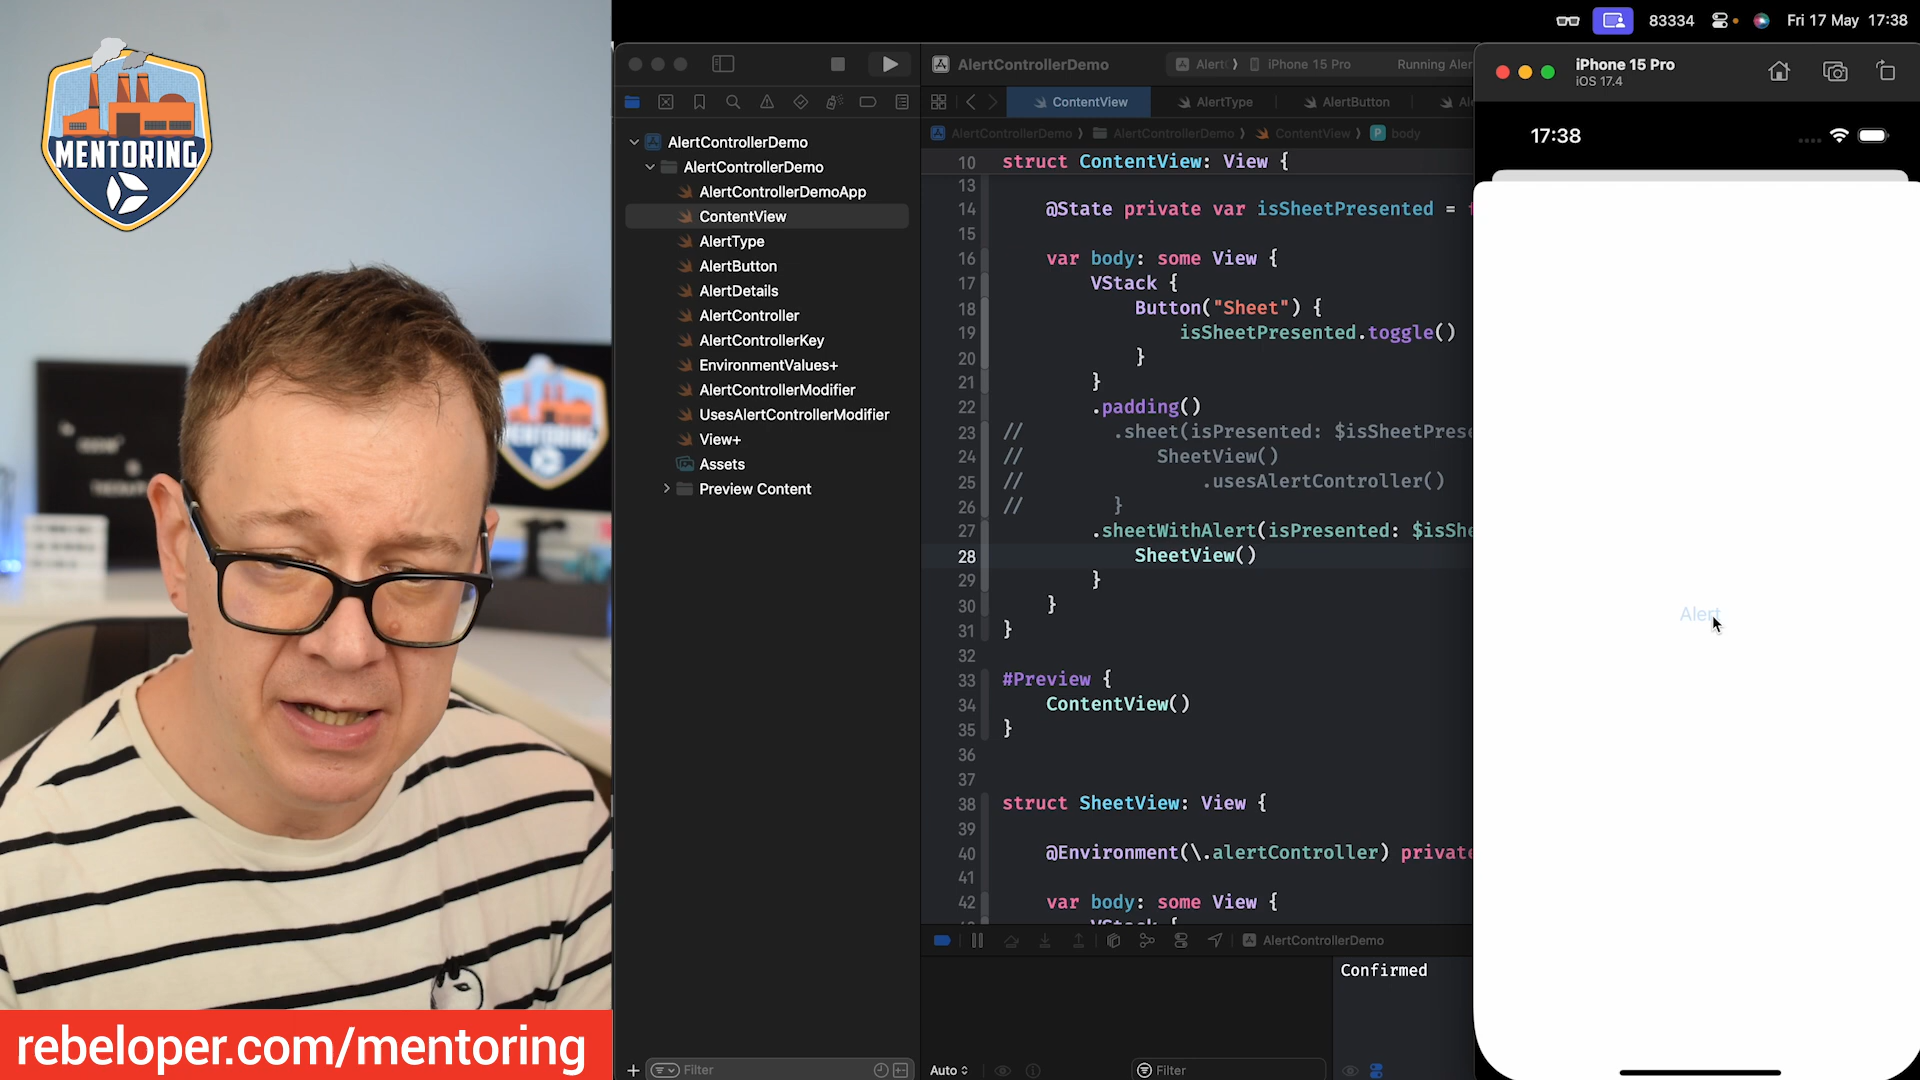 83334
Fri 17 May 17:38
MENTORING
MENTORING
rebeloper.com/mentoring
AlertControllerDemo
AlertControllerDemo
AlertControllerDemoApp
ContentView
AlertType
AlertButton
AlertDetails
AlertController
AlertControllerKey
EnvironmentValues+
AlertControllerModifier
UsesAlertControllerModifier
View+
Assets
Preview Content
Filter
AlertControllerDemo
iPhone 15 Pro
Running Aler
ContentView
AlertType
AlertButton
AlertControllerDemo
AlertControllerDemo
ContentView
P body
10 struct ContentView: View {
13
14 @State private var isSheetPresented =
15
16 var body: some View {
17 VStack {
18 Button("Sheet") {
19 isSheetPresented.toggle()
20 }
21 }
22 .padding()
23 // .sheet(isPresented: $isSheetPrese
24 // SheetView()
25 // .usesAlertController()
26 // }
27 .sheetWithAlert(isPresented: $isShe
28 SheetView()
29 }
30 }
31 }
32
33 #Preview {
34 ContentView()
35 }
36
37
38 struct SheetView: View {
39
40 @Environment(\.alertController) private
41
42 var body: some View {
AlertControllerDemo
Confirmed
Auto
Filter
iPhone 15 Pro
iOS 17.4
17:38
Alert